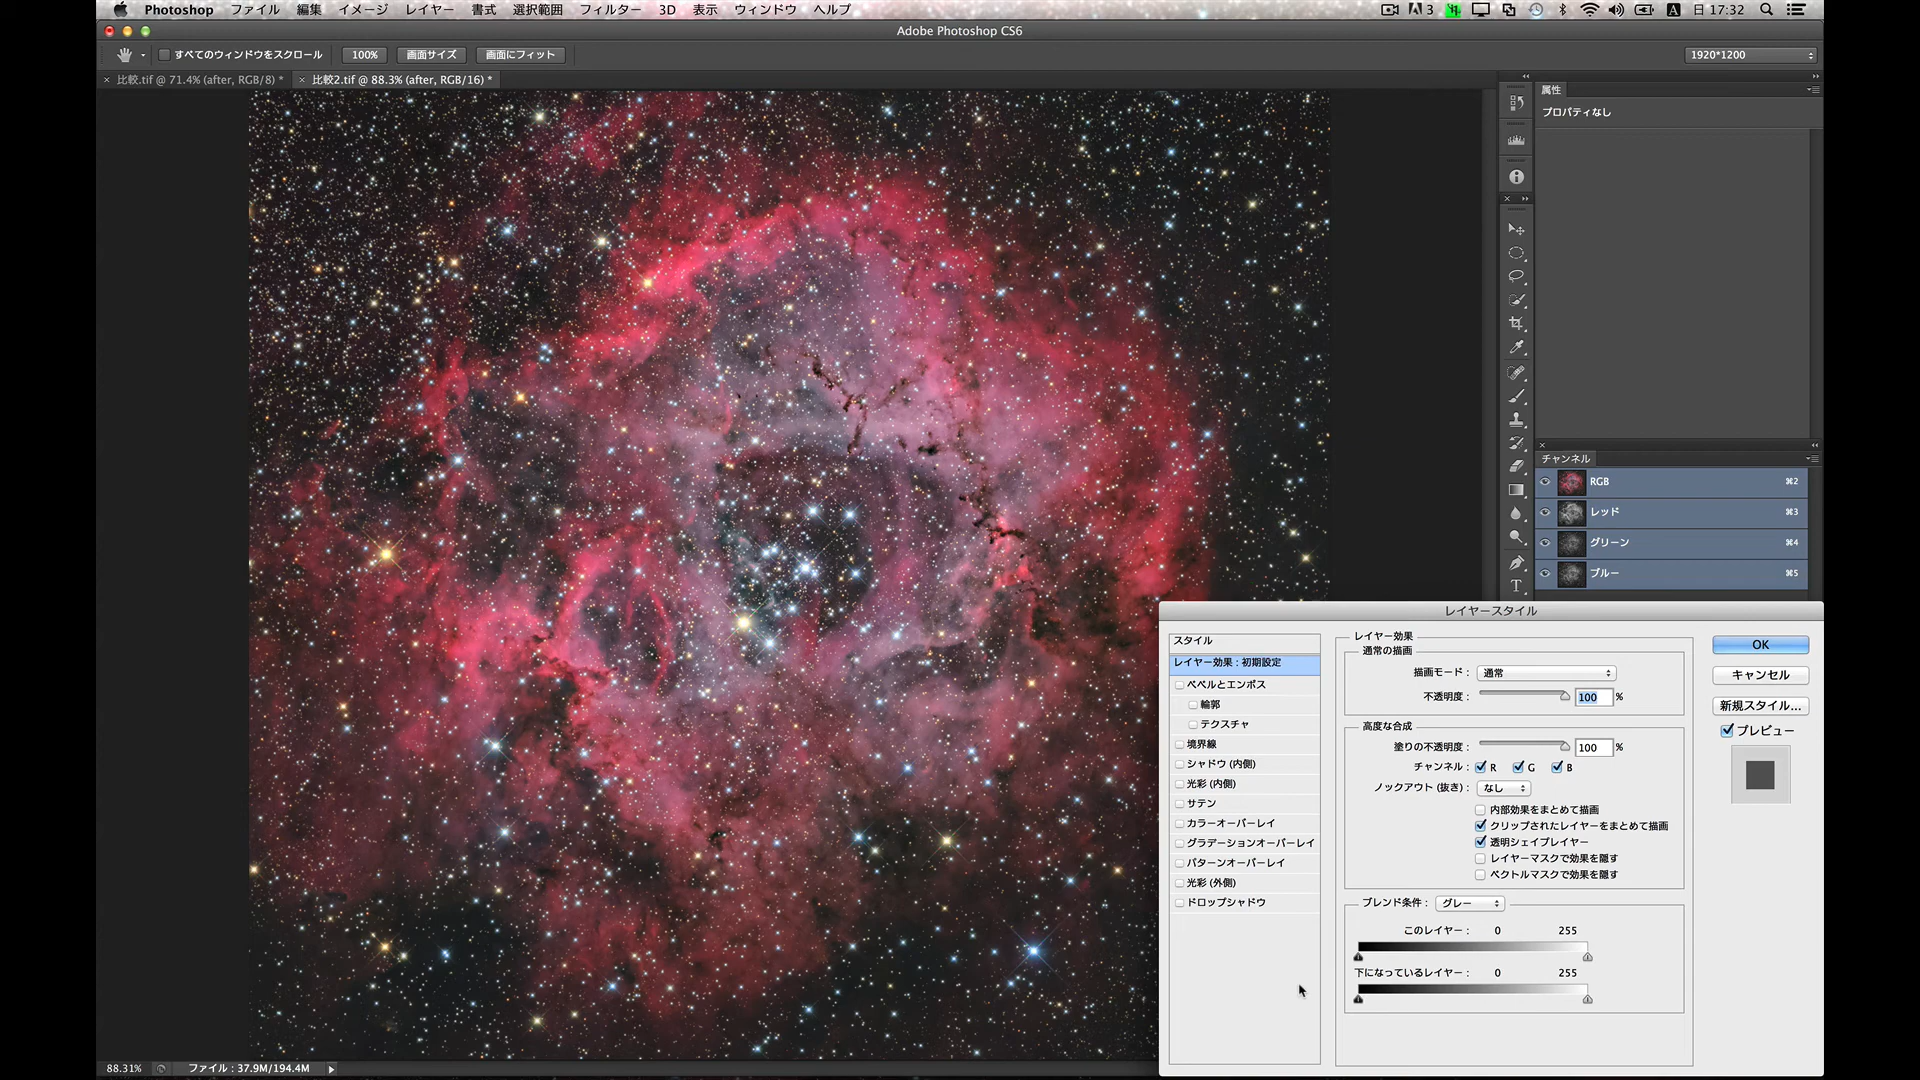 Photoshop ファイル 編集 イメージ レイヤー 書式 選択範囲 フィルター 3D 表示 ウィンドウ ヘルプ 3 A 日 17:32
Adobe Photoshop CS6
すべてのウィンドウをスクロール 100% 画面サイズ 画面にフィット 1920*1200
× 比較.tif @ 71.4% (after, RGB/8) * × 比較2.tif @ 88.3% (after, RGB/16) *
属性
プロパティなし
チャンネル
RGB ⌘2
レッド ⌘3
グリーン ⌘4
ブルー ⌘5
T
レイヤースタイル
スタイル
レイヤー効果 : 初期設定
ベベルとエンボス
輪郭
テクスチャ
境界線
シャドウ (内側)
光彩 (内側)
サテン
カラーオーバーレイ
グラデーションオーバーレイ
パターンオーバーレイ
光彩 (外側)
ドロップシャドウ
レイヤー効果
通常の描画
描画モード : 通常
不透明度 : 100 %
高度な合成
塗りの不透明度 : 100 %
チャンネル : R G B
ノックアウト (抜き) : なし
内部効果をまとめて描画
クリップされたレイヤーをまとめて描画
透明シェイプレイヤー
レイヤーマスクで効果を隠す
ベクトルマスクで効果を隠す
ブレンド条件 : グレー
このレイヤー : 0 255
下になっているレイヤー : 0 255
OK
キャンセル
新規スタイル...
プレビュー
88.31% ファイル : 37.9M/194.4M